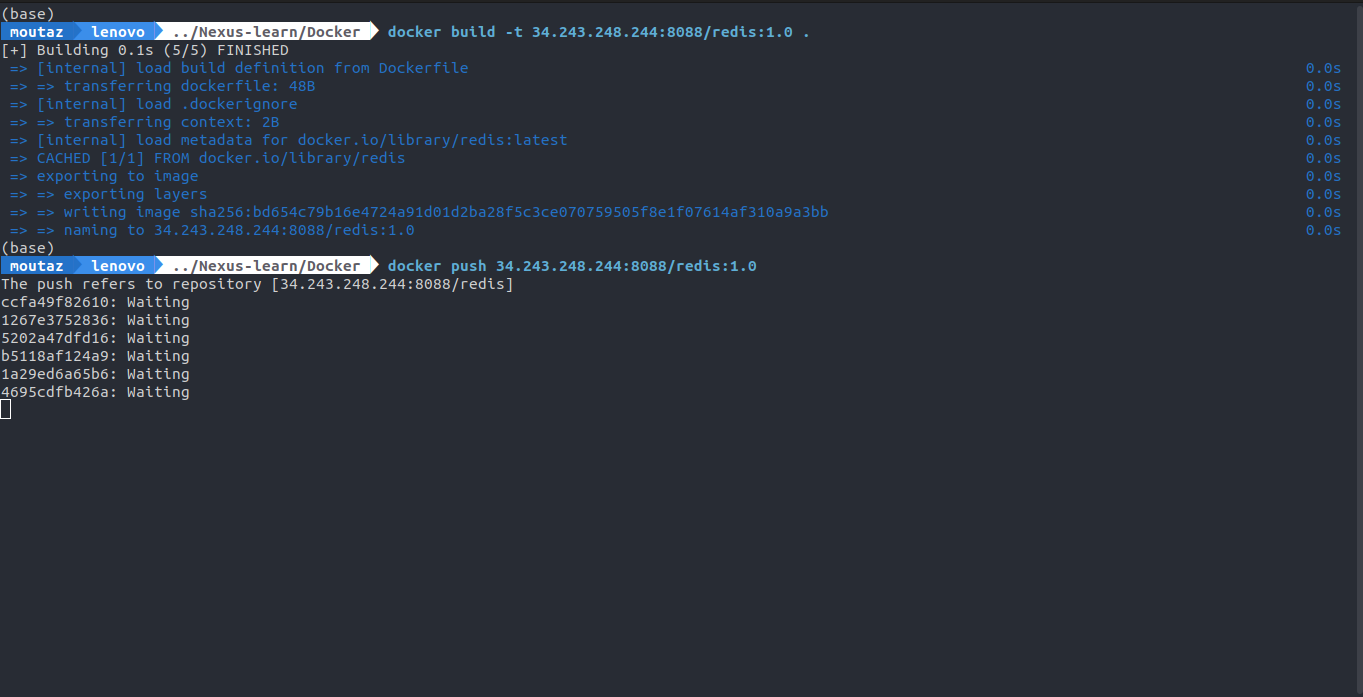 (base)
moutaz lenovo ../Nexus-learn/Docker docker build -t 34.243.248.244:8088/redis:1.0 .
[+] Building 0.1s (5/5) FINISHED
=> [internal] load build definition from Dockerfile 0.0s
=> => transferring dockerfile: 48B 0.0s
=> [internal] load .dockerignore 0.0s
=> => transferring context: 2B 0.0s
=> [internal] load metadata for docker.io/library/redis:latest 0.0s
=> CACHED [1/1] FROM docker.io/library/redis 0.0s
=> exporting to image 0.0s
=> => exporting layers 0.0s
=> => writing image sha256:bd654c79b16e4724a91d01d2ba28f5c3ce070759505f8e1f07614af310a9a3bb 0.0s
=> => naming to 34.243.248.244:8088/redis:1.0 0.0s
(base)
moutaz lenovo ../Nexus-learn/Docker docker push 34.243.248.244:8088/redis:1.0
The push refers to repository [34.243.248.244:8088/redis]
ccfa49f82610: Waiting
1267e3752836: Waiting
5202a47dfd16: Waiting
b5118af124a9: Waiting
1a29ed6a65b6: Waiting
4695cdfb426a: Waiting